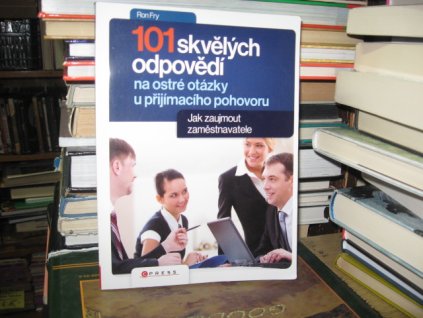 Ron Fry
101 skvělých
odpovědí
na ostré otázky
u přijímacího pohovoru
Jak zaujmout
zaměstnavatele
CPRESS